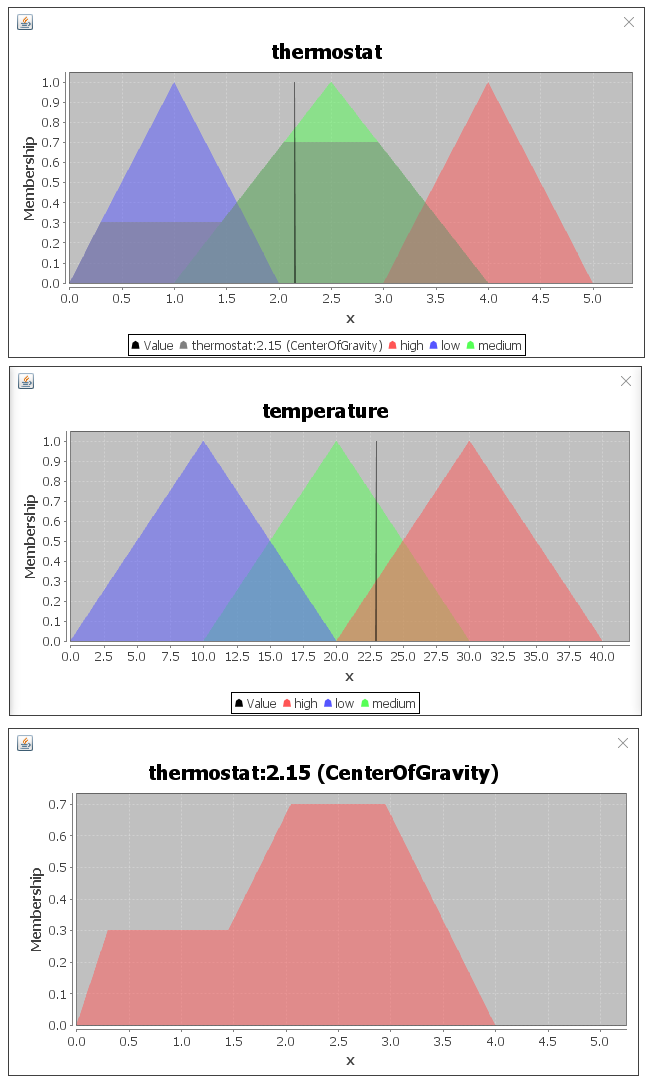 thermostat
Membership
1.0
0.9
0.8
0.7
0.6
0.5
0.4
0.3
0.2
0.1
0.0
0.0 0.5 1.0 1.5 2.0 2.5 3.0 3.5 4.0 4.5 5.0
x
Value thermostat:2.15 (CenterOfGravity) high low medium
temperature
Membership
1.0
0.9
0.8
0.7
0.6
0.5
0.4
0.3
0.2
0.1
0.0
0.0 2.5 5.0 7.5 10.0 12.5 15.0 17.5 20.0 22.5 25.0 27.5 30.0 32.5 35.0 37.5 40.0
x
Value high low medium
thermostat:2.15 (CenterOfGravity)
Membership
0.7
0.6
0.5
0.4
0.3
0.2
0.1
0.0
0.0 0.5 1.0 1.5 2.0 2.5 3.0 3.5 4.0 4.5 5.0
x